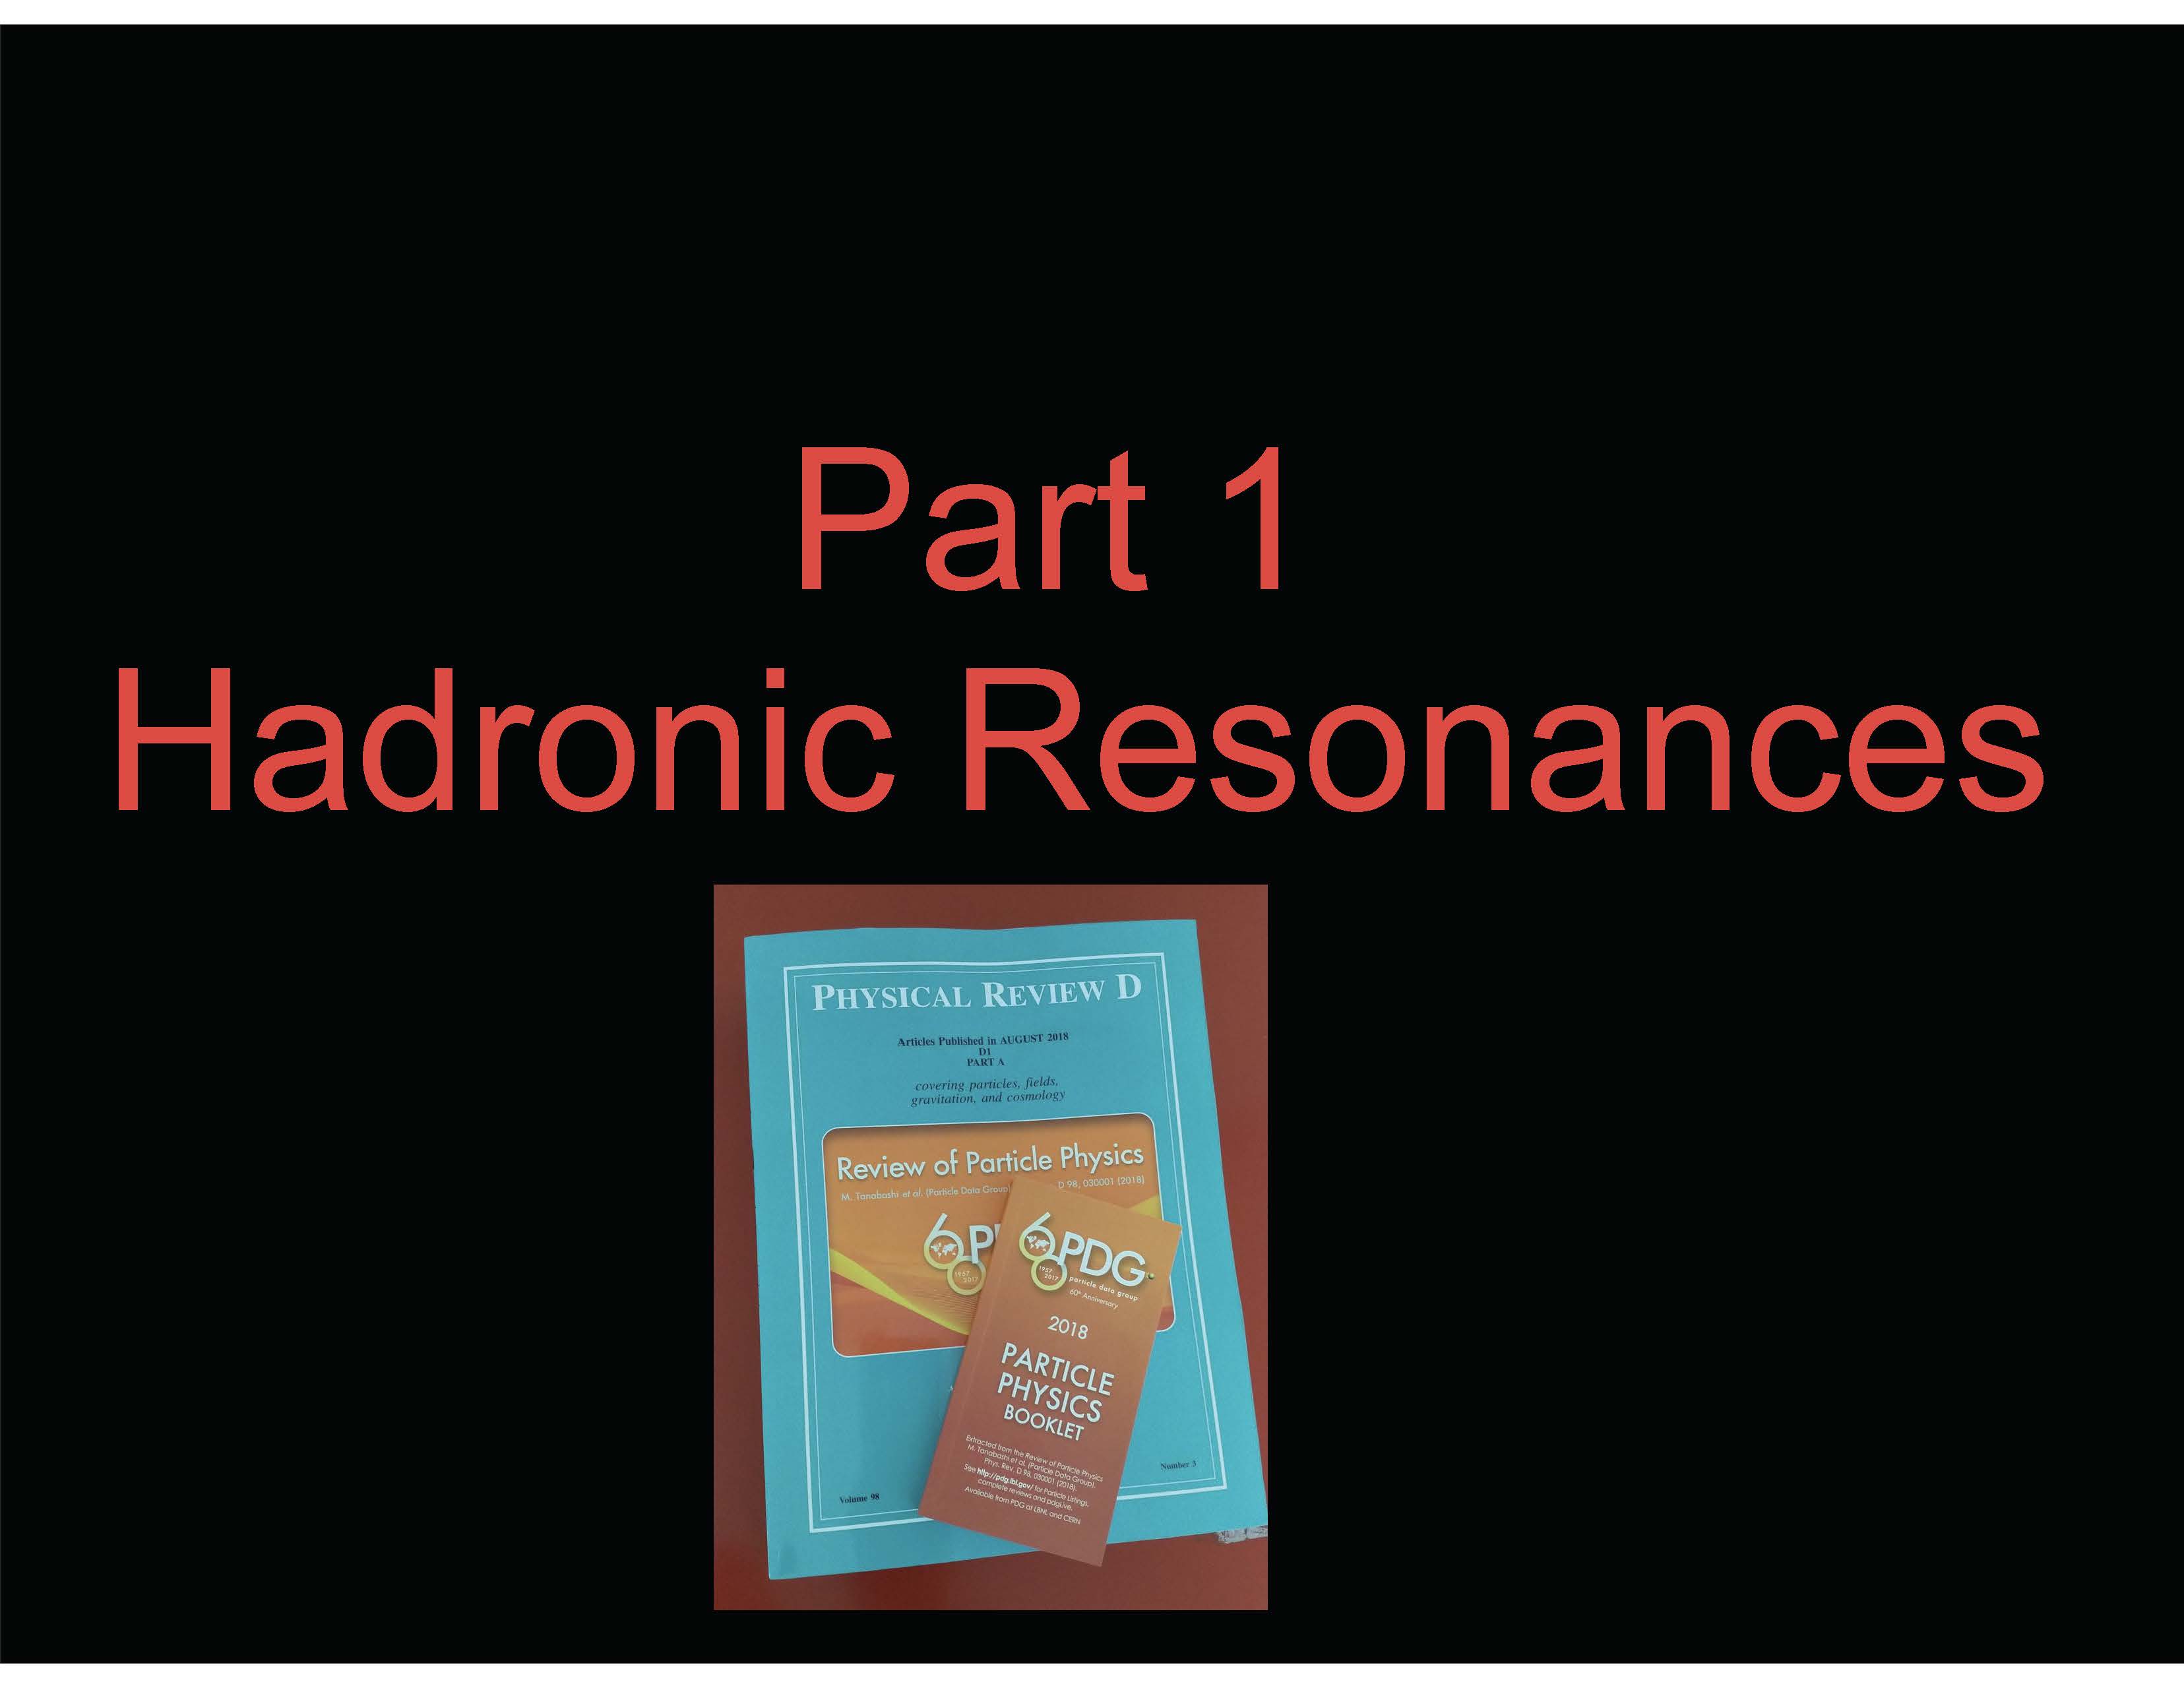 Part 1
Hadronic Resonances
PHYSICAL REVIEW D
Articles Published in AUGUST 2018
D1
PART A
covering particles, fields,
gravitation, and cosmology
Review of Particle Physics
M. Tanabashi et al. (Particle Data Group) D 98, 030001 (2018)
60 P
1957
2017
60 PDG
1957
2017
particle data group
60th Anniversary
2018
PARTICLE
PHYSICS
BOOKLET
Extracted from the Review of Particle Physics
M. Tanabashi et al. (Particle Data Group),
Phys. Rev. D 98, 030001 (2018)
See http://pdg.lbl.gov/ for Particle Listings,
complete reviews and pdgLive.
Available from PDG at LBNL and CERN
Volume 98
Number 3